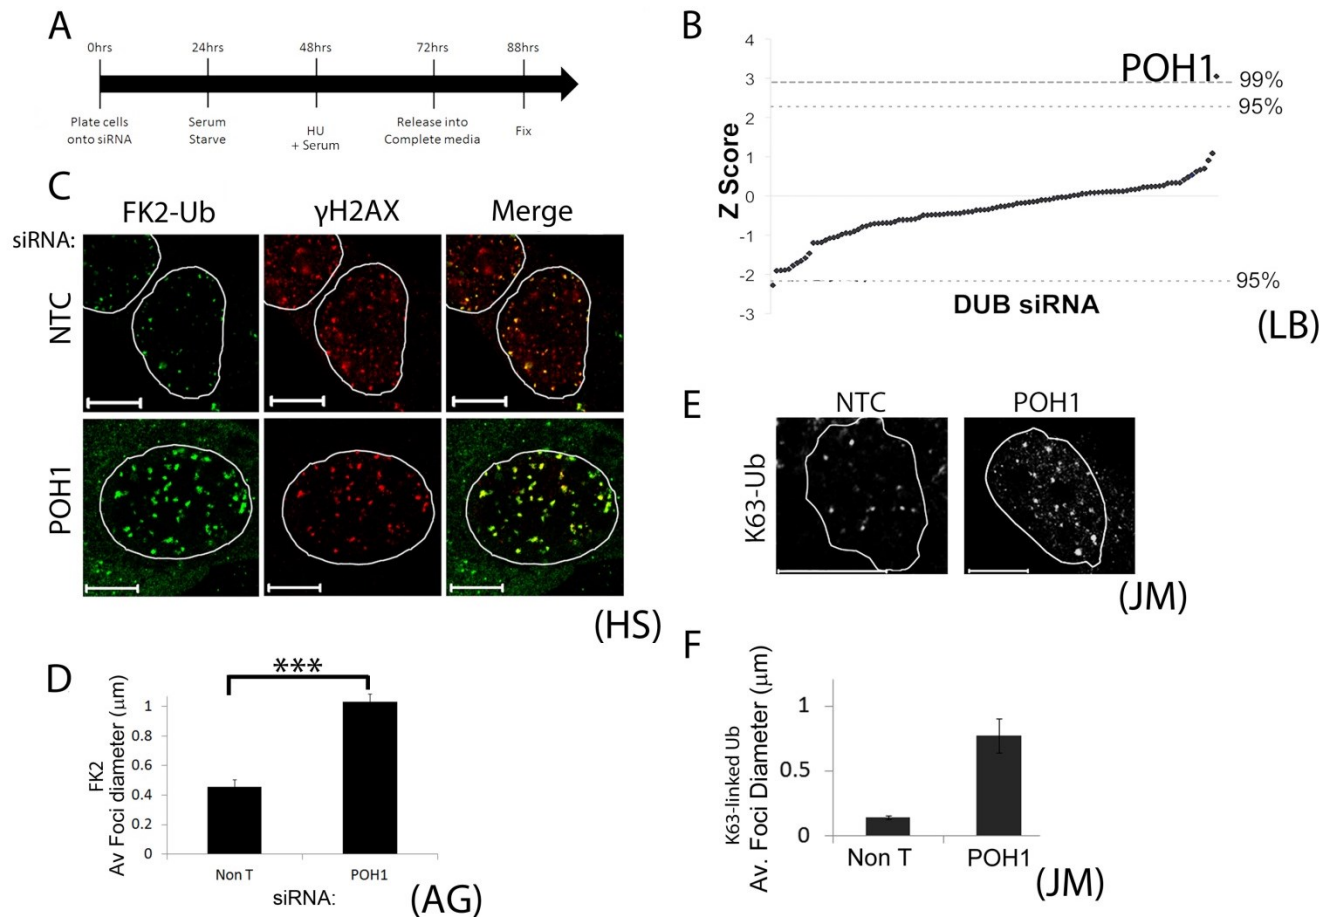 A
0hrs 24hrs 48hrs 72hrs 88hrs
Plate cells
onto siRNA
Serum
Starve
HU
+ Serum
Release into
Complete media
Fix
B
4
3
2
1
0
-1
-2
-3
Z Score
POH1
99%
95%
95%
DUB siRNA
(LB)
C
FK2-Ub γH2AX Merge
siRNA:
NTC
POH1
(HS)
D
***
FK2
Av Foci diameter (μm)
1
0.8
0.6
0.4
0.2
0
Non T POH1
siRNA:
(AG)
E
NTC POH1
K63-Ub
(JM)
F
K63-linked Ub
Av. Foci Diameter (μm)
1
0.5
0
Non T POH1
(JM)